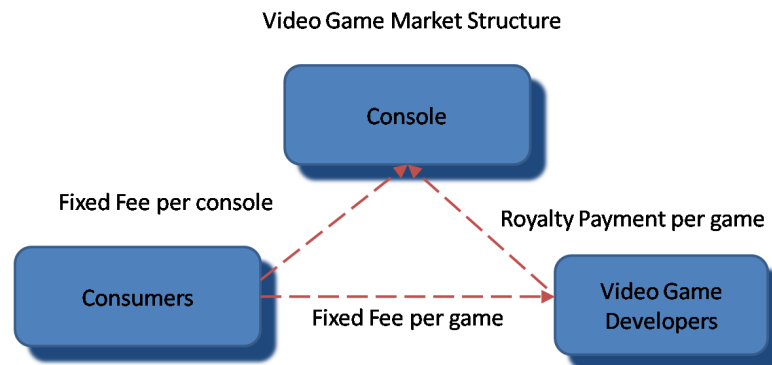 Video Game Market Structure
Console
Fixed Fee per console
Royalty Payment per game
Consumers
Fixed Fee per game
Video Game
Developers